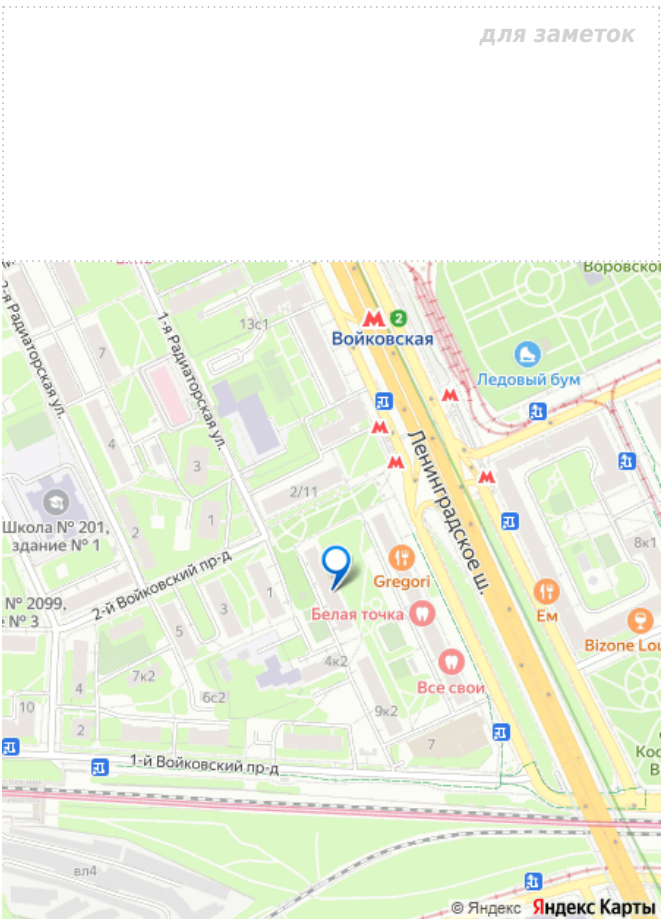 для заметок
Воровског
2-я Радиаторская ул.
1-я Радиаторская ул.
13с1
2
Войковская
7
Ледовый бум
4
3
Ленинградское ш.
2/11
Школа № 201,
здание № 1
2
1
8к1
2-й Войковский пр-д
Gregori
№ 2099,
№ 3
3
1
Белая точка
Ем
5
Bizone Lou
7к2
4к2
Все свои
4
6с2
10
9к2
2
7
Кос
В
1-й Войковский пр-д
вл4
© Яндекс Яндекс Карты